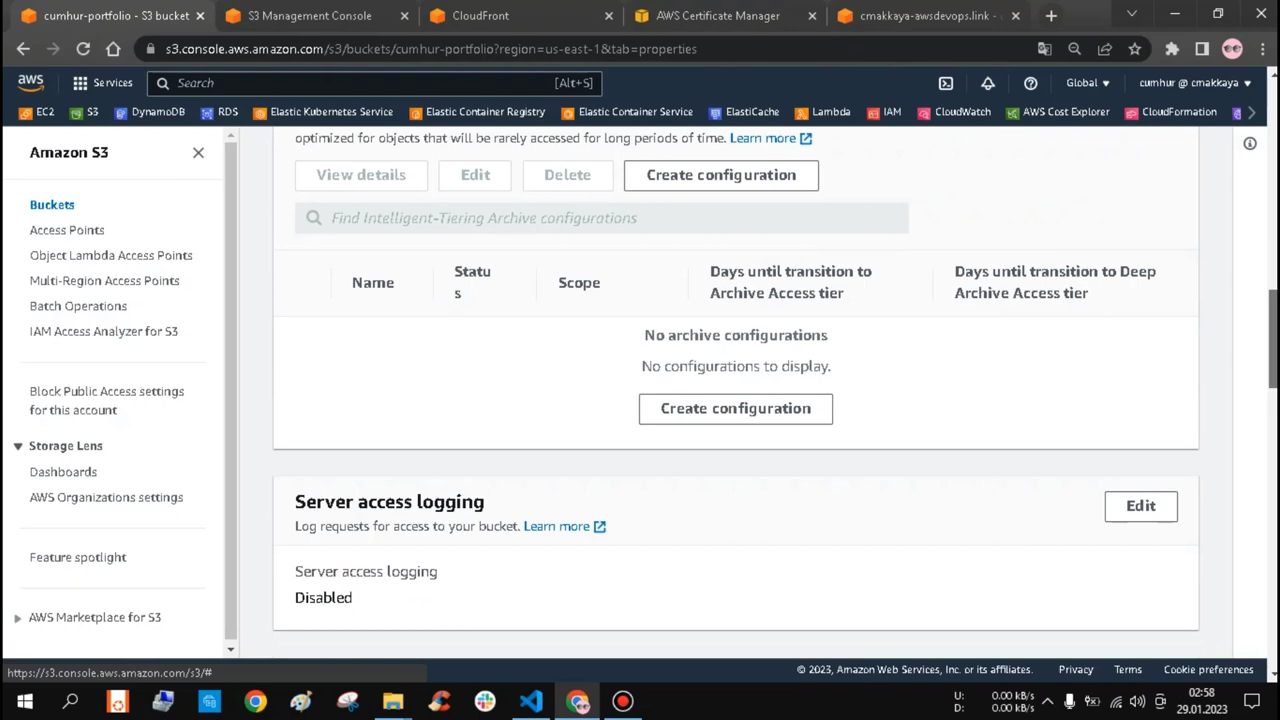 cumhur-portfolio - S3 bucket
S3 Management Console
CloudFront
AWS Certificate Manager
cmakkaya-awsdevops.link -
s3.console.aws.amazon.com/s3/buckets/cumhur-portfolio?region=us-east-1&tab=properties
aws
Services
Search
[Alt+S]
Global
cumhur @ cmakkaya
EC2
S3
DynamoDB
RDS
Elastic Kubernetes Service
Elastic Container Registry
Elastic Container Service
ElastiCache
Lambda
IAM
CloudWatch
AWS Cost Explorer
CloudFormation
Amazon S3
Buckets
Access Points
Object Lambda Access Points
Multi-Region Access Points
Batch Operations
IAM Access Analyzer for S3
Block Public Access settings
for this account
Storage Lens
Dashboards
AWS Organizations settings
Feature spotlight
AWS Marketplace for S3
optimized for objects that will be rarely accessed for long periods of time. Learn more
View details
Edit
Delete
Create configuration
Find Intelligent-Tiering Archive configurations
Name
Statu
s
Scope
Days until transition to
Archive Access tier
Days until transition to Deep
Archive Access tier
No archive configurations
No configurations to display.
Create configuration
Server access logging
Edit
Log requests for access to your bucket. Learn more
Server access logging
Disabled
https://s3.console.aws.amazon.com/s3/#
© 2023, Amazon Web Services, Inc. or its affiliates.
Privacy
Terms
Cookie preferences
U: 0.00 kB/s
D: 0.00 kB/s
02:58
29.01.2023